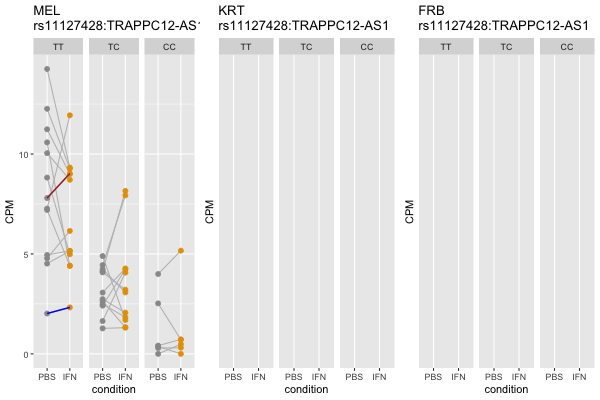 MEL
rs11127428:TRAPPC12-AS1
TT TC CC
10
5
0
CPM
PBS IFN PBS IFN PBS IFN
condition
KRT
rs11127428:TRAPPC12-AS1
TT TC CC
CPM
PBS IFN PBS IFN PBS IFN
condition
FRB
rs11127428:TRAPPC12-AS1
TT TC CC
CPM
PBS IFN PBS IFN PBS IFN
condition